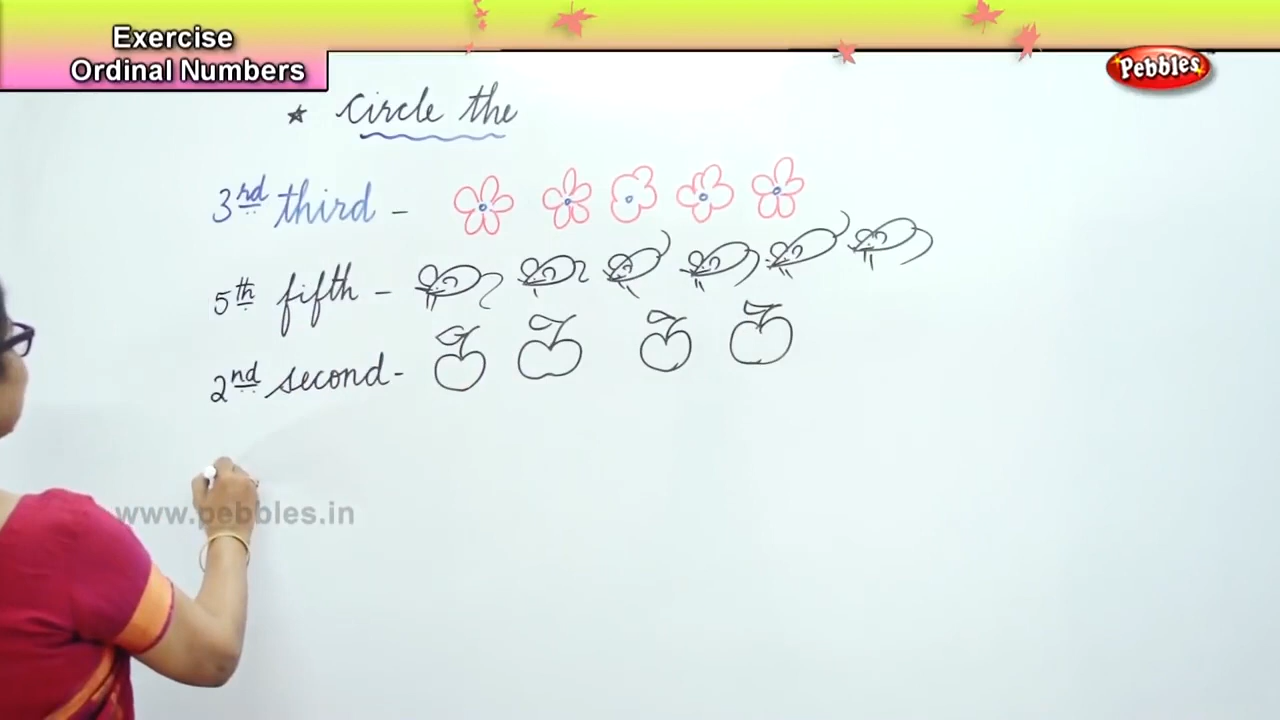 Exercise
Ordinal Numbers
Pebbles
* Circle the
3rd third -
5th fifth -
2nd second -
www.pebbles.in